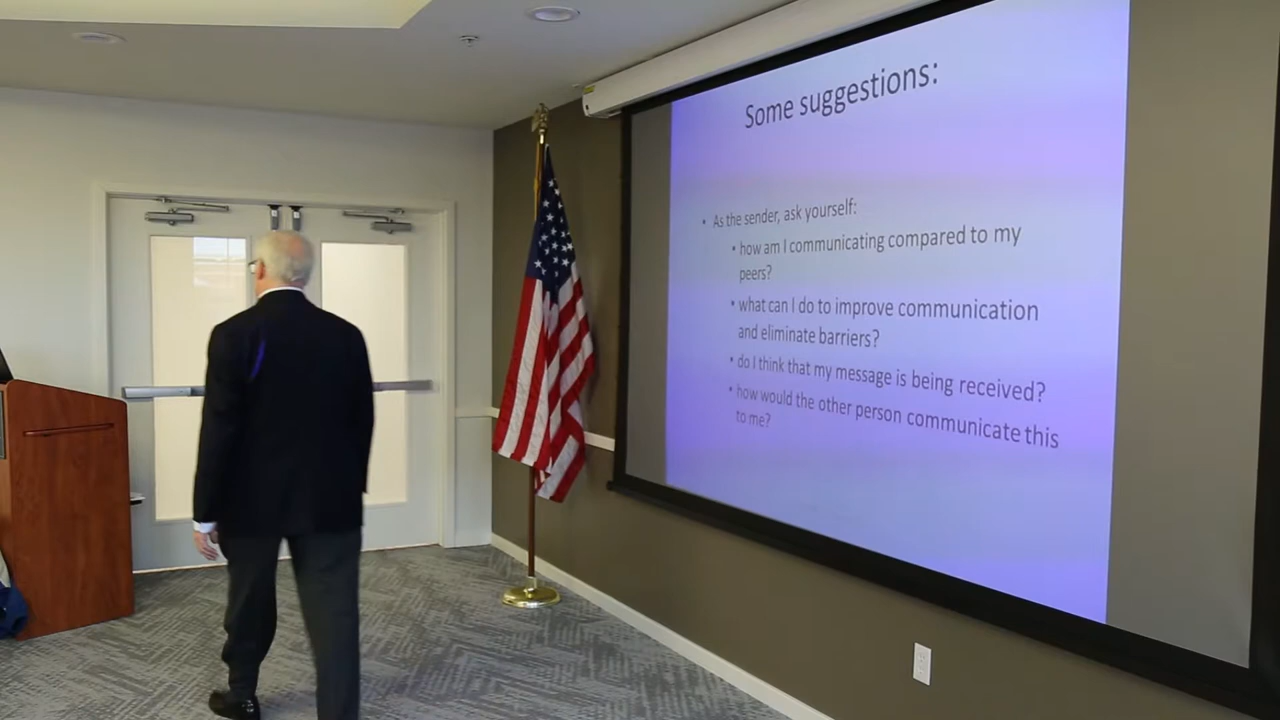 Some suggestions:
• As the sender, ask yourself:
• how am I communicating compared to my
peers?
• what can I do to improve communication
and eliminate barriers?
• do I think that my message is being received?
• how would the other person communicate this
to me?